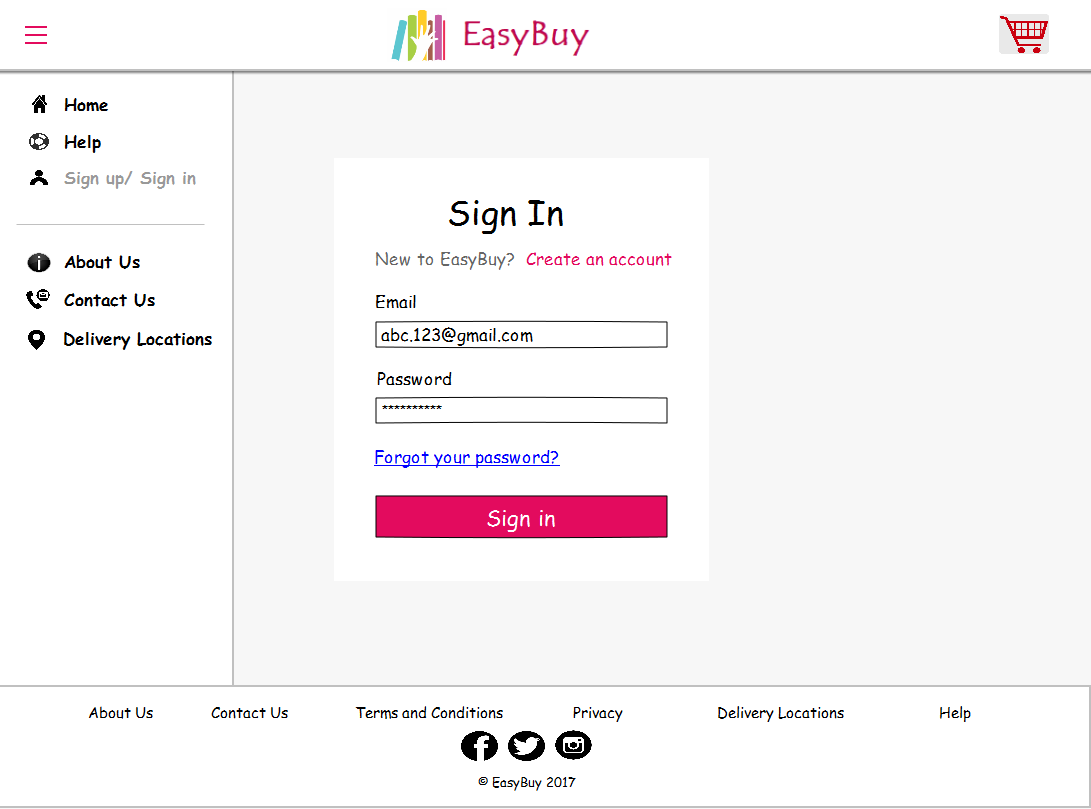 EasyBuy
Home
Help
Sign up/ Sign in
About Us
Contact Us
Delivery Locations
Sign In
New to EasyBuy? Create an account
Email
abc.123@gmail.com
Password
**********
Forgot your password?
Sign in
About Us Contact Us Terms and Conditions Privacy Delivery Locations Help
© EasyBuy 2017